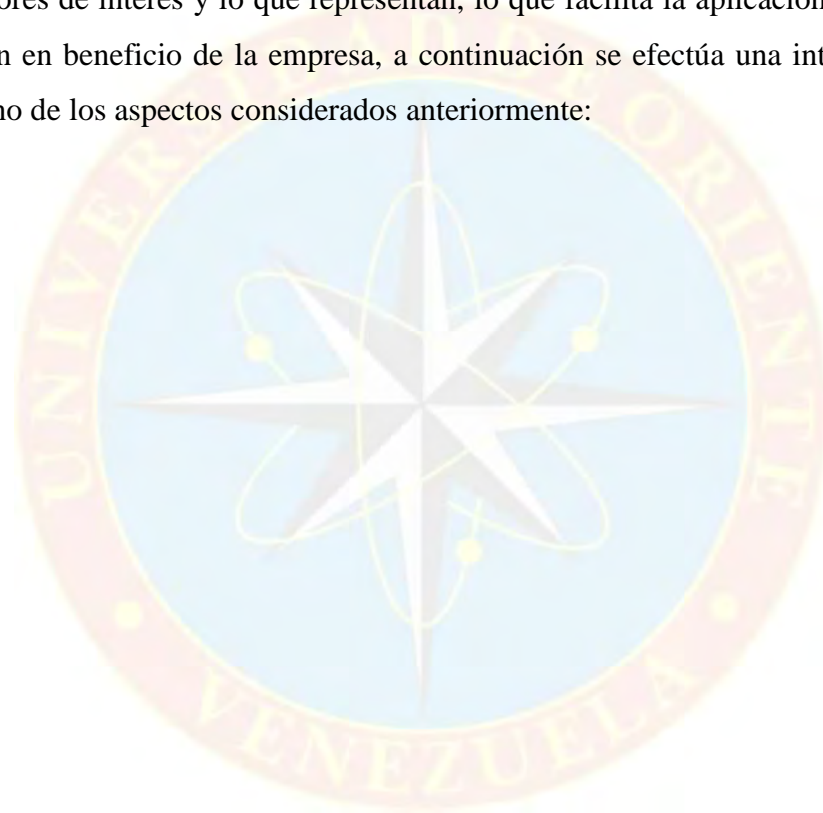 ores de interés y lo que representan, lo que facilita la aplicación
n en beneficio de la empresa, a continuación se efectúa una int
no de los aspectos considerados anteriormente:
UNIVERSIDAD DE ORIENTE
VENEZUELA